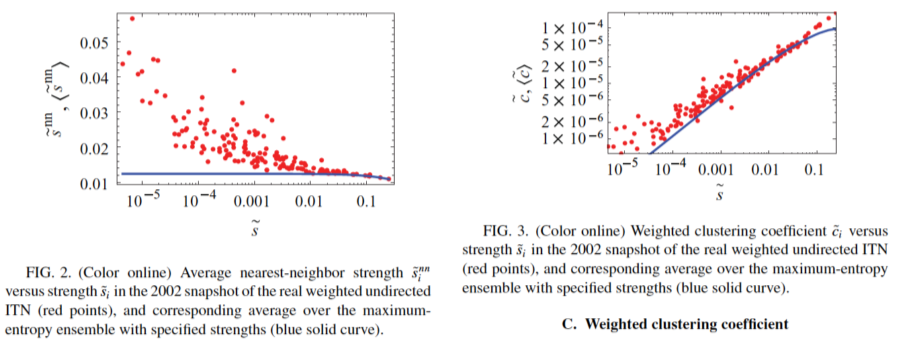 0.05
0.04
0.03
0.02
0.01
s̃ⁿⁿ, ⟨s̃ⁿⁿ⟩
10⁻⁵ 10⁻⁴ 0.001 0.01 0.1
s̃
FIG. 2. (Color online) Average nearest-neighbor strength s̃ᵢⁿⁿ
versus strength s̃ᵢ in the 2002 snapshot of the real weighted undirected
ITN (red points), and corresponding average over the maximum-
entropy ensemble with specified strengths (blue solid curve).
1 × 10⁻⁴
5 × 10⁻⁵
2 × 10⁻⁵
1 × 10⁻⁵
5 × 10⁻⁶
2 × 10⁻⁶
1 × 10⁻⁶
c̃, ⟨c̃⟩
10⁻⁵ 10⁻⁴ 0.001 0.01 0.1
s̃
FIG. 3. (Color online) Weighted clustering coefficient c̃ᵢ versus
strength s̃ᵢ in the 2002 snapshot of the real weighted undirected ITN
(red points), and corresponding average over the maximum-entropy
ensemble with specified strengths (blue solid curve).
C. Weighted clustering coefficient